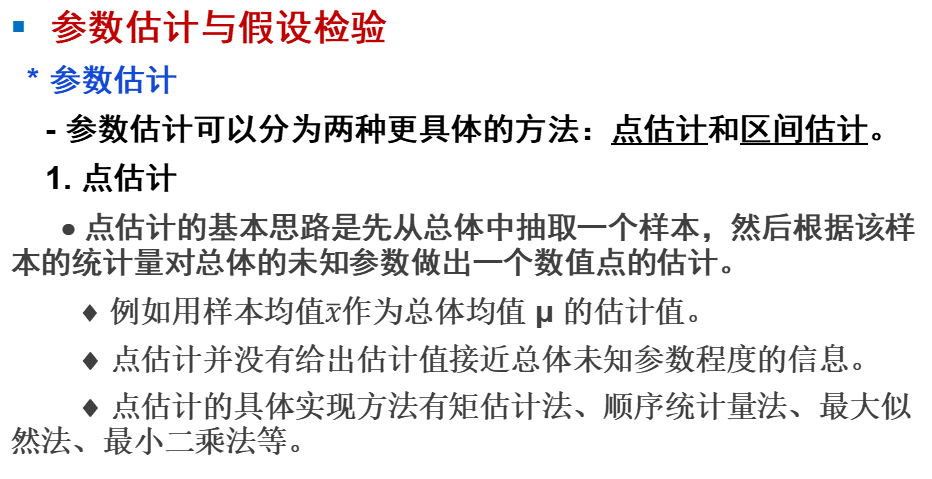 ▪ 参数估计与假设检验
* 参数估计
- 参数估计可以分为两种更具体的方法：点估计和区间估计。
1. 点估计
● 点估计的基本思路是先从总体中抽取一个样本，然后根据该样
本的统计量对总体的未知参数做出一个数值点的估计。
♦ 例如用样本均值x̅作为总体均值 μ 的估计值。
♦ 点估计并没有给出估计值接近总体未知参数程度的信息。
♦ 点估计的具体实现方法有矩估计法、顺序统计量法、最大似
然法、最小二乘法等。